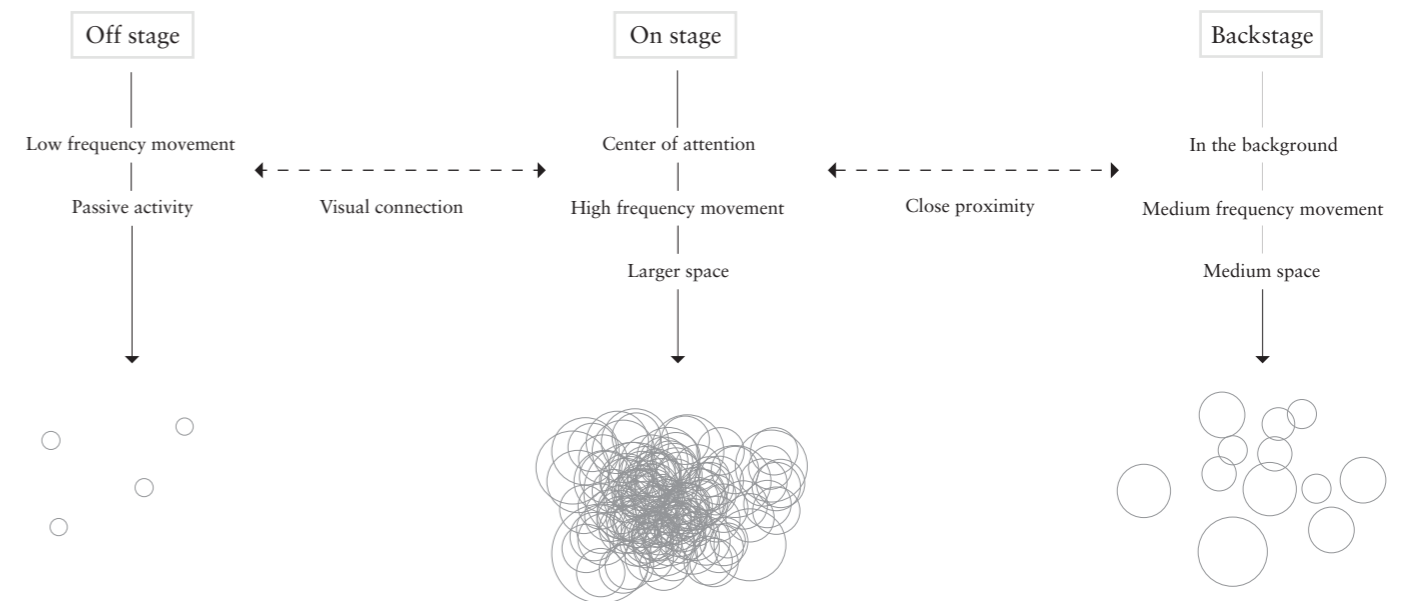 Off stage
On stage
Backstage
Low frequency movement
Center of attention
In the background
Passive activity
Visual connection
High frequency movement
Close proximity
Medium frequency movement
Larger space
Medium space